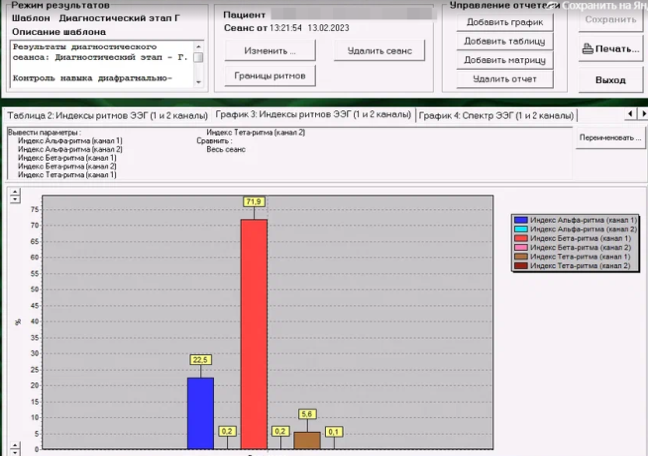 Режим результатов
Шаблон Диагностический этап Г
Описание шаблона
Результаты диагностического
сеанса: Диагностический этап - Г.
Контроль навыка диафрагмально-
Пациент
Сеанс от 13:21:54 13.02.2023
Изменить ...
Удалить сеанс
Границы ритмов
Управление отчето
Добавить график
Добавить таблицу
Добавить матрицу
Удалить отчет
Сохранить на Ян
Сохранить
Печать...
Выход
Таблица 2: Индексы ритмов ЭЭГ (1 и 2 каналы)
График 3: Индексы ритмов ЭЭГ (1 и 2 каналы)
График 4: Спектр ЭЭГ (1 и 2 каналы)
Вывести параметры :
Индекс Альфа-ритма (канал 1)
Индекс Альфа-ритма (канал 2)
Индекс Бета-ритма (канал 1)
Индекс Бета-ритма (канал 2)
Индекс Тета-ритма (канал 1)
Индекс Тета-ритма (канал 2)
Сравнить :
Весь сеанс
Переименовать ...
75
70
65
60
55
50
45
40
35
30
25
20
15
10
5
0
%
22,5
0,2
71,9
0,2
5,6
0,1
Индекс Альфа-ритма (канал 1)
Индекс Альфа-ритма (канал 2)
Индекс Бета-ритма (канал 1)
Индекс Бета-ритма (канал 2)
Индекс Тета-ритма (канал 1)
Индекс Тета-ритма (канал 2)